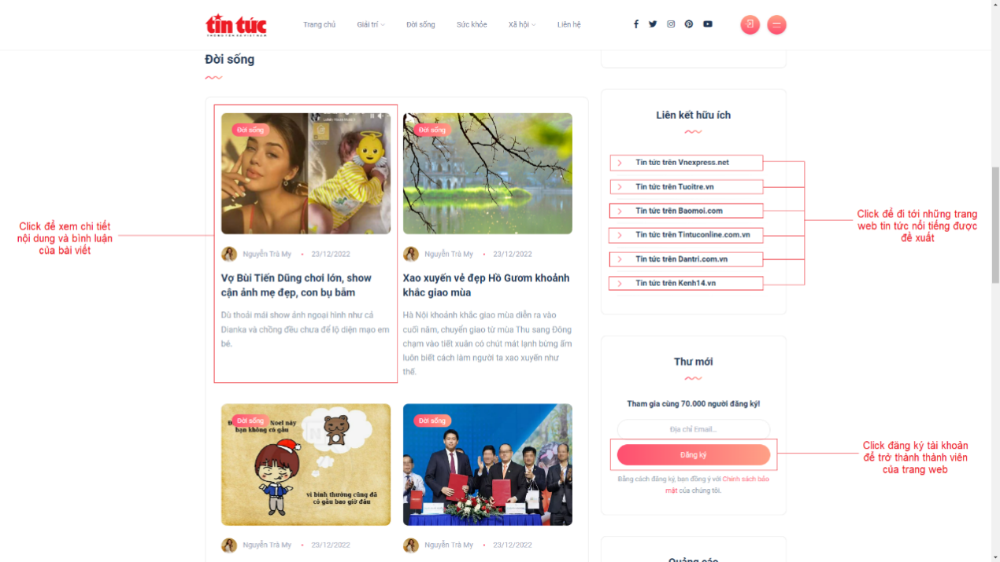 tin tức
THÔNG TẤN XÃ VIỆT NAM
Trang chủ
Giải trí
Đời sống
Sức khỏe
Xã hội
Liên hệ
Đời sống
Đời sống
Đời sống
Nguyễn Trà My • 23/12/2022
Nguyễn Trà My • 23/12/2022
Vợ Bùi Tiến Dũng chơi lớn, show
cận ảnh mẹ đẹp, con bụ bẫm
Xao xuyến vẻ đẹp Hồ Gươm khoảnh
khắc giao mùa
Dù thoải mái show ảnh ngoại hình như cả
Dianka và chồng đều chưa để lộ diện mạo em
bé.
Hà Nội khoảnh khắc giao mùa diễn ra vào
cuối năm, chuyển giao từ mùa Thu sang Đông
chạm vào tiết xuân có chút mát lạnh bừng ấm
luôn biết cách làm người ta xao xuyến như
thế.
Đời sống
Noel này
bạn không có gấu
vì bình thường cũng đã
có gấu bao giờ đâu
Đời sống
Nguyễn Trà My • 23/12/2022
Nguyễn Trà My • 23/12/2022
Liên kết hữu ích
Tin tức trên Vnexpress.net
Tin tức trên Tuoitre.vn
Tin tức trên Baomoi.com
Tin tức trên Tintuconline.com.vn
Tin tức trên Dantri.com.vn
Tin tức trên Kenh14.vn
Thư mới
Tham gia cùng 70.000 người đăng ký!
Địa chỉ Email...
Đăng ký
Bằng cách đăng ký, bạn đồng ý với Chính sách bảo
mật của chúng tôi.
Quảng cáo
Click để xem chi tiết
nội dung và bình luận
của bài viết
Click để đi tới những trang
web tin tức nổi tiếng được
đề xuất
Click đăng ký tài khoản
để trở thành thành viên
của trang web